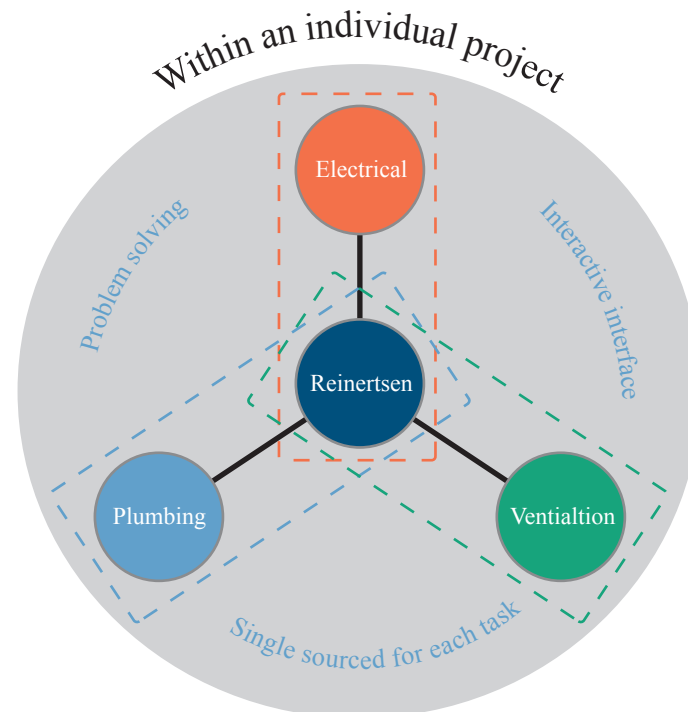 Within an individual project
Electrical
Problem solving
Interactive interface
Reinertsen
Plumbing
Ventialtion
Single sourced for each task